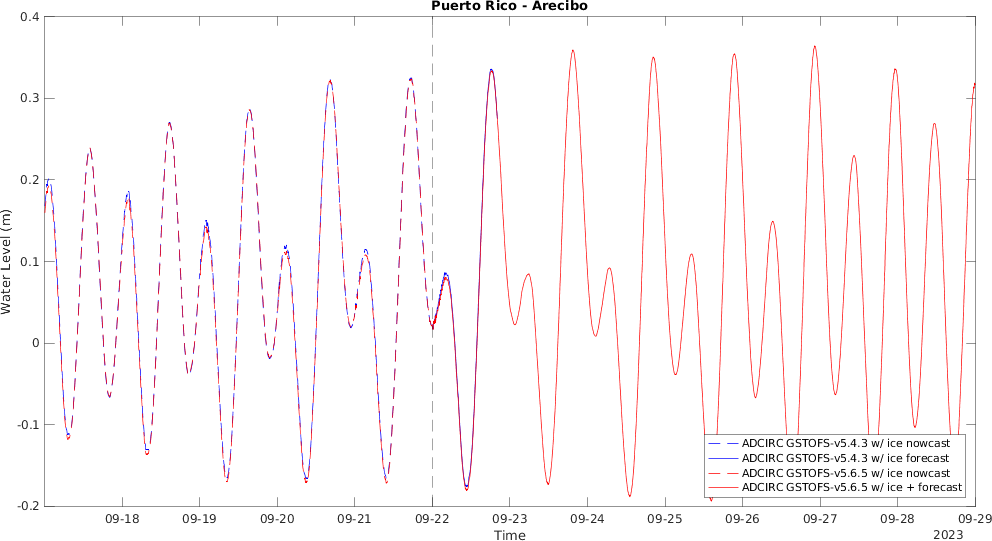 Puerto Rico - Arecibo
0.4
0.3
0.2
0.1
0
-0.1
-0.2
Water Level (m)
ADCIRC GSTOFS-v5.4.3 w/ ice nowcast
ADCIRC GSTOFS-v5.4.3 w/ ice forecast
ADCIRC GSTOFS-v5.6.5 w/ ice nowcast
ADCIRC GSTOFS-v5.6.5 w/ ice + forecast
09-18 09-19 09-20 09-21 09-22 09-23 09-24 09-25 09-26 09-27 09-28 09-29
Time
2023